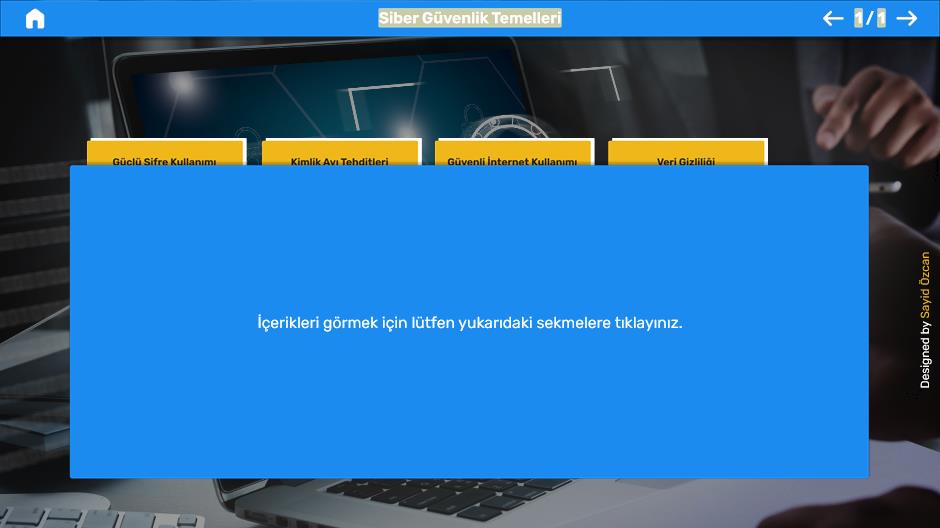 Siber Güvenlik Temelleri
1 / 1
Güçlü Şifre Kullanımı
Kimlik Avı Tehditleri
Güvenli İnternet Kullanımı
Veri Gizliliği
İçerikleri görmek için lütfen yukarıdaki sekmelere tıklayınız.
Designed by Sayid Özcan